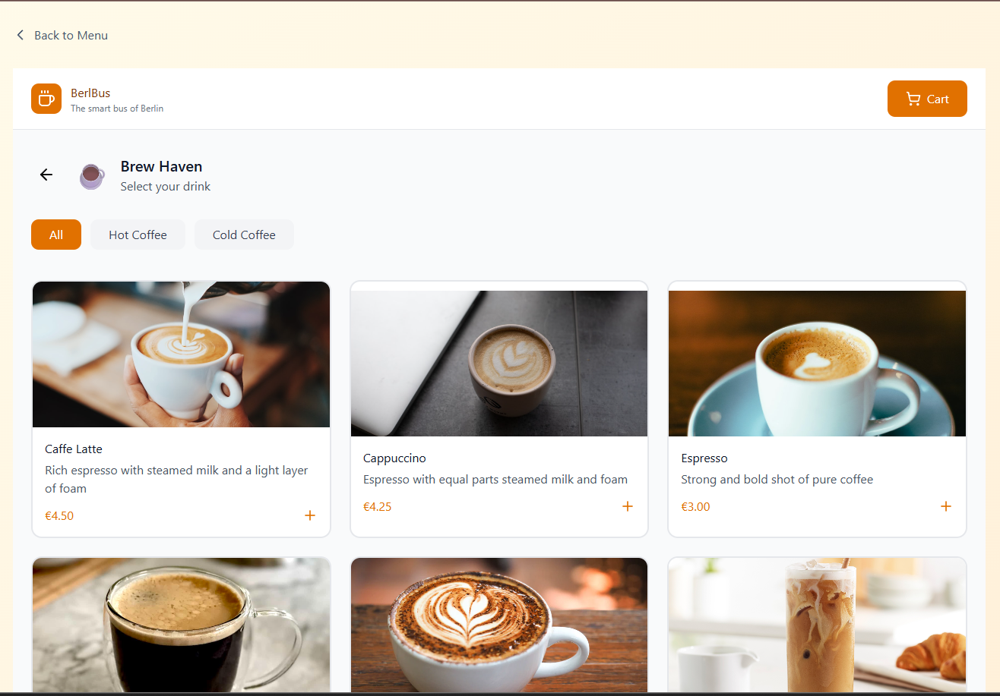 Back to Menu
BerlBus
The smart bus of Berlin
Cart
Brew Haven
Select your drink
All
Hot Coffee
Cold Coffee
Caffe Latte
Rich espresso with steamed milk and a light layer
of foam
€4.50
Cappuccino
Espresso with equal parts steamed milk and foam
€4.25
Espresso
Strong and bold shot of pure coffee
€3.00